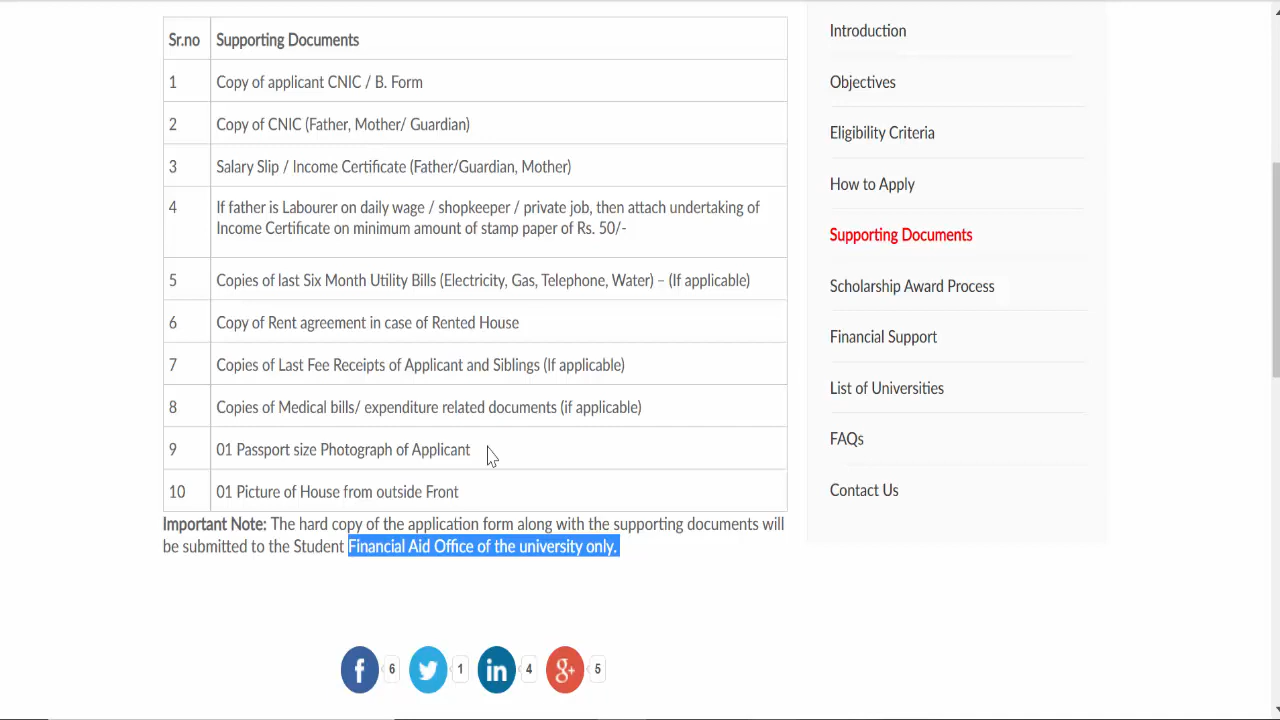 Sr.no Supporting Documents
1 Copy of applicant CNIC / B. Form
2 Copy of CNIC (Father, Mother/ Guardian)
3 Salary Slip / Income Certificate (Father/Guardian, Mother)
4 If father is Labourer on daily wage / shopkeeper / private job, then attach undertaking of
Income Certificate on minimum amount of stamp paper of Rs. 50/-
5 Copies of last Six Month Utility Bills (Electricity, Gas, Telephone, Water) – (If applicable)
6 Copy of Rent agreement in case of Rented House
7 Copies of Last Fee Receipts of Applicant and Siblings (If applicable)
8 Copies of Medical bills/ expenditure related documents (if applicable)
9 01 Passport size Photograph of Applicant
10 01 Picture of House from outside Front
Important Note: The hard copy of the application form along with the supporting documents will
be submitted to the Student Financial Aid Office of the university only.
f 6 1 in 4 g+ 5
Introduction
Objectives
Eligibility Criteria
How to Apply
Supporting Documents
Scholarship Award Process
Financial Support
List of Universities
FAQs
Contact Us